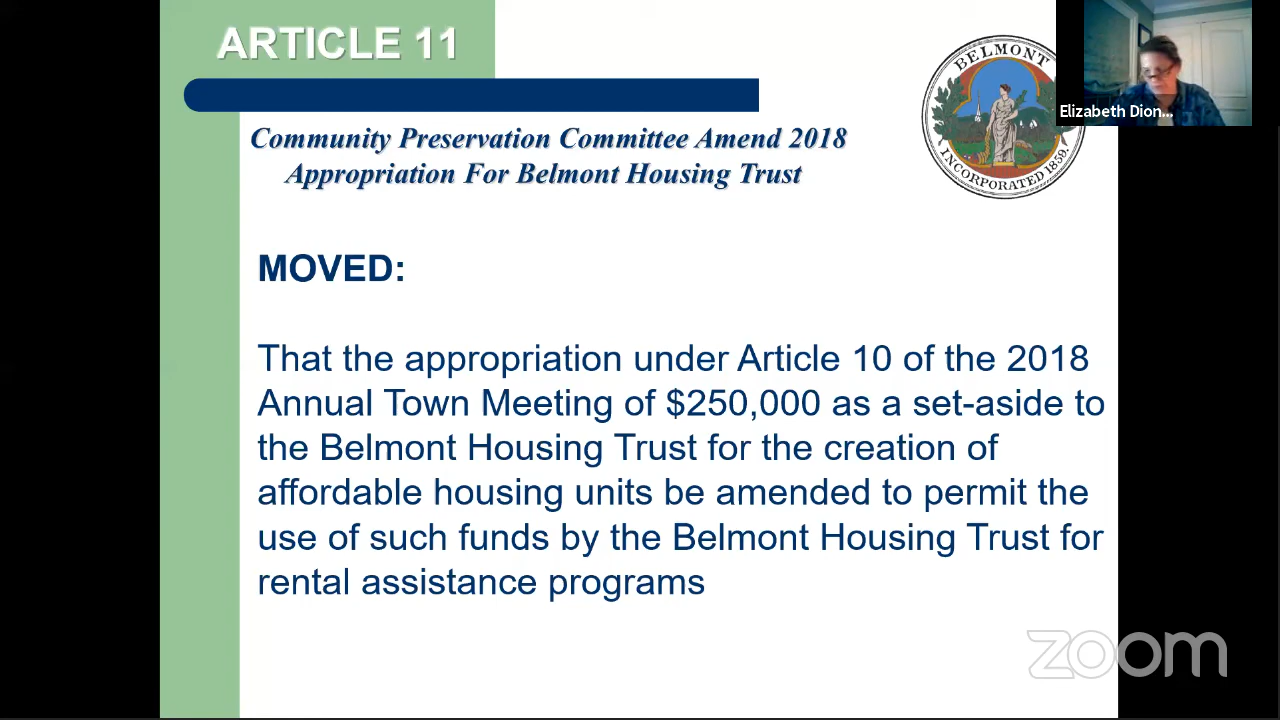 ARTICLE 11
Community Preservation Committee Amend 2018
Appropriation For Belmont Housing Trust
BELMONT
INCORPORATED 1859.
Elizabeth Dion...
MOVED:
That the appropriation under Article 10 of the 2018
Annual Town Meeting of $250,000 as a set-aside to
the Belmont Housing Trust for the creation of
affordable housing units be amended to permit the
use of such funds by the Belmont Housing Trust for
rental assistance programs
zoom